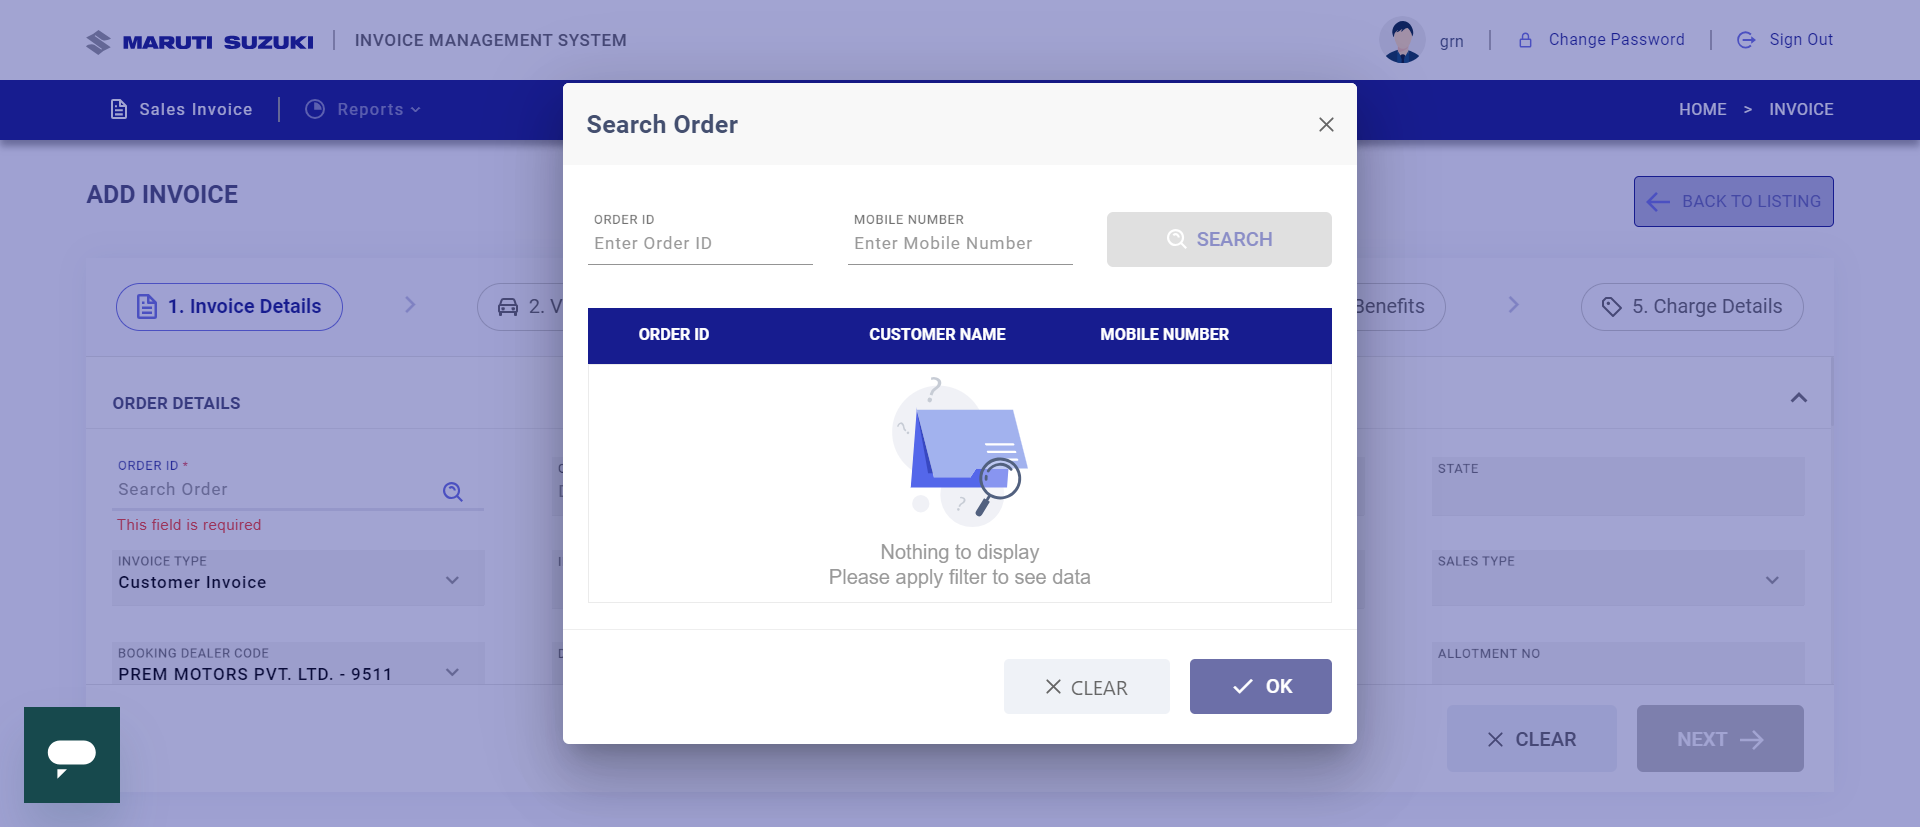 MARUTI SUZUKI
INVOICE MANAGEMENT SYSTEM
grn
Change Password
Sign Out
Sales Invoice
Reports
HOME > INVOICE
ADD INVOICE
BACK TO LISTING
1. Invoice Details
2. V
Benefits
5. Charge Details
ORDER DETAILS
ORDER ID *
Search Order
This field is required
STATE
INVOICE TYPE
Customer Invoice
SALES TYPE
BOOKING DEALER CODE
PREM MOTORS PVT. LTD. - 9511
ALLOTMENT NO
CLEAR
NEXT
Search Order
ORDER ID
Enter Order ID
MOBILE NUMBER
Enter Mobile Number
SEARCH
ORDER ID CUSTOMER NAME MOBILE NUMBER
Nothing to display
Please apply filter to see data
CLEAR
OK